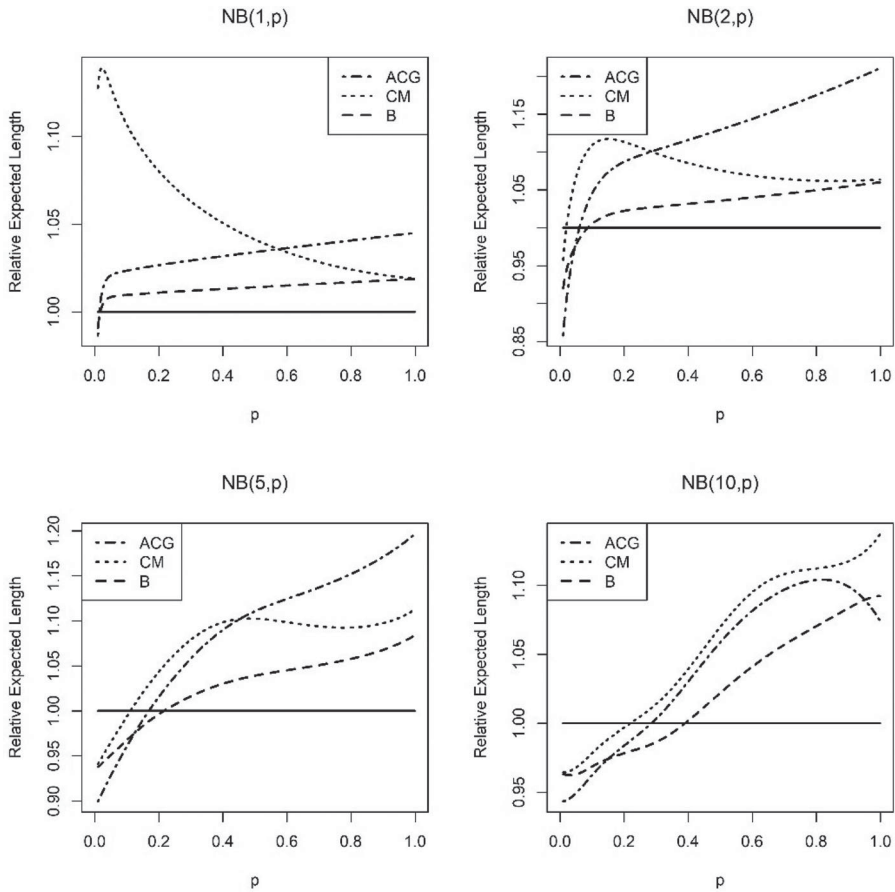 NB(1,p)
Relative Expected Length
1.10
1.05
1.00
ACG
CM
B
0.0 0.2 0.4 0.6 0.8 1.0
p
NB(2,p)
Relative Expected Length
1.15
1.05
0.95
0.85
ACG
CM
B
0.0 0.2 0.4 0.6 0.8 1.0
p
NB(5,p)
Relative Expected Length
1.20
1.15
1.10
1.05
1.00
0.95
0.90
ACG
CM
B
0.0 0.2 0.4 0.6 0.8 1.0
p
NB(10,p)
Relative Expected Length
1.10
1.05
1.00
0.95
ACG
CM
B
0.0 0.2 0.4 0.6 0.8 1.0
p